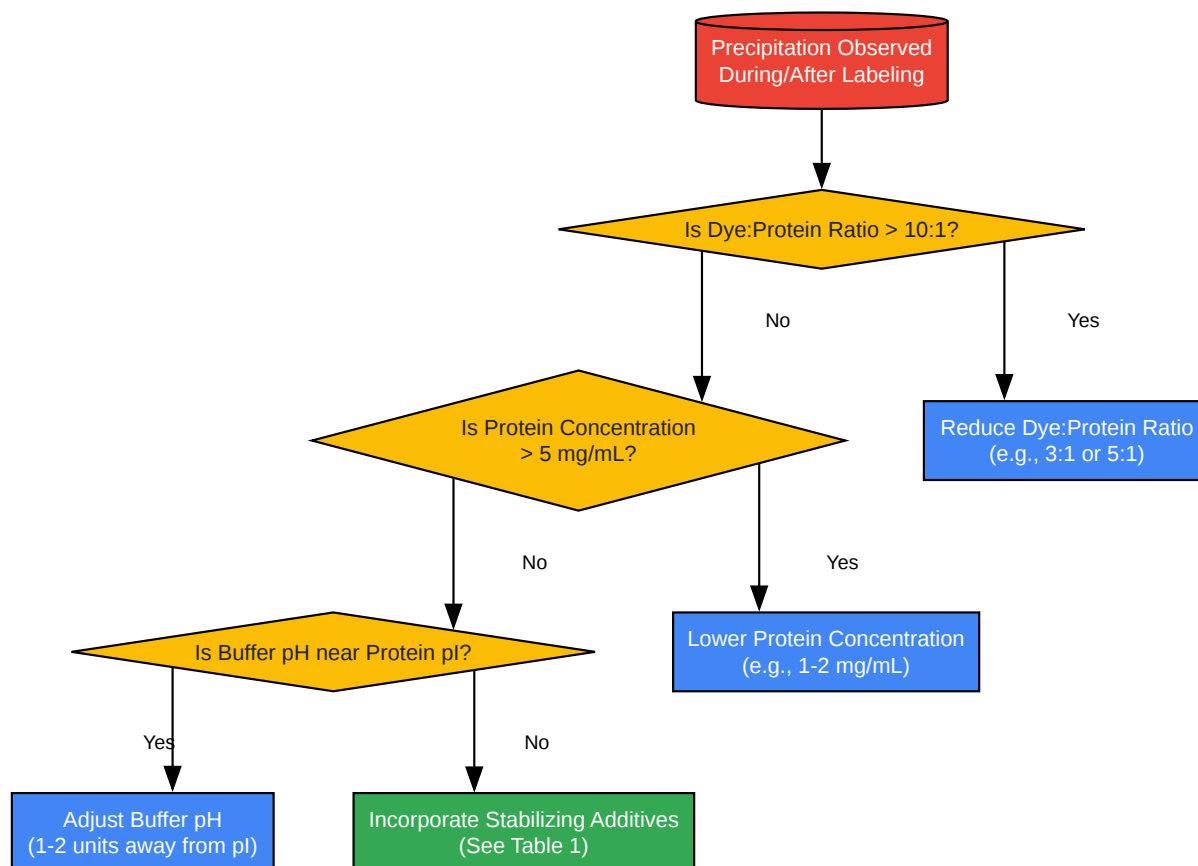 Precipitation Observed
During/After Labeling
Is Dye:Protein Ratio > 10:1?
No
Yes
Is Protein Concentration
> 5 mg/mL?
Reduce Dye:Protein Ratio
(e.g., 3:1 or 5:1)
No
Yes
Is Buffer pH near Protein pI?
Lower Protein Concentration
(e.g., 1-2 mg/mL)
Yes
No
Adjust Buffer pH
(1-2 units away from pI)
Incorporate Stabilizing Additives
(See Table 1)